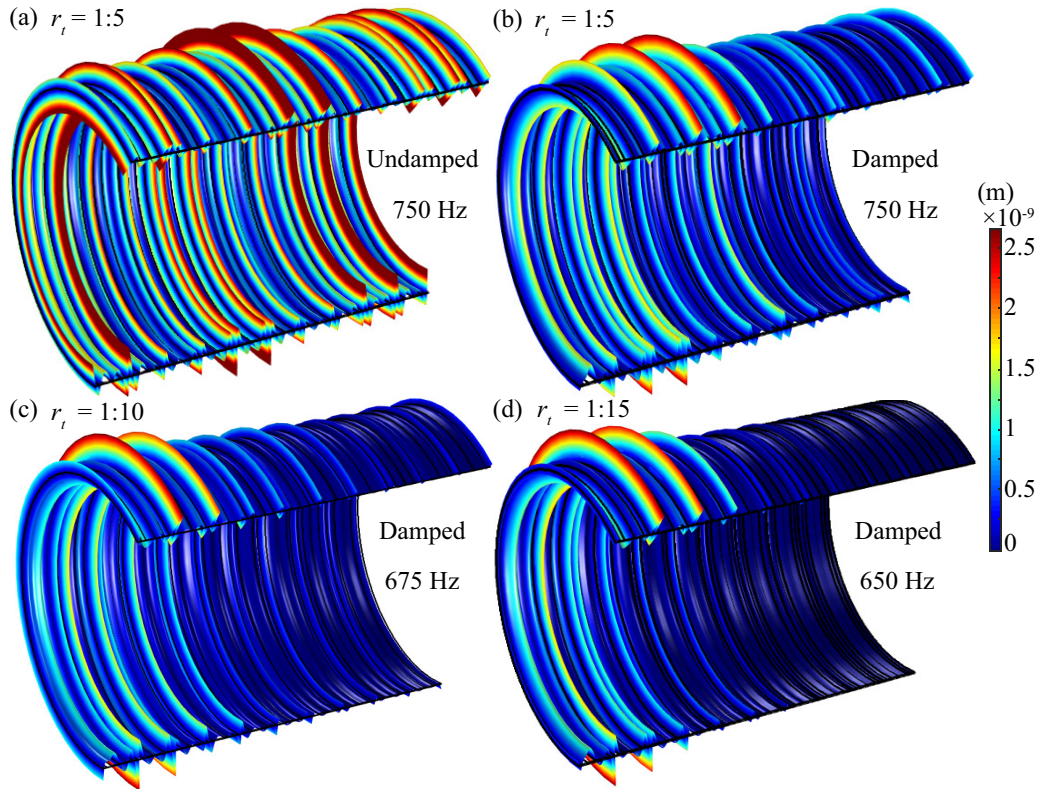 (a) r_t = 1:5
(b) r_t = 1:5
Undamped
750 Hz
Damped
750 Hz
(m)
×10⁻⁹
2.5
2
1.5
1
0.5
0
(c) r_t = 1:10
(d) r_t = 1:15
Damped
675 Hz
Damped
650 Hz